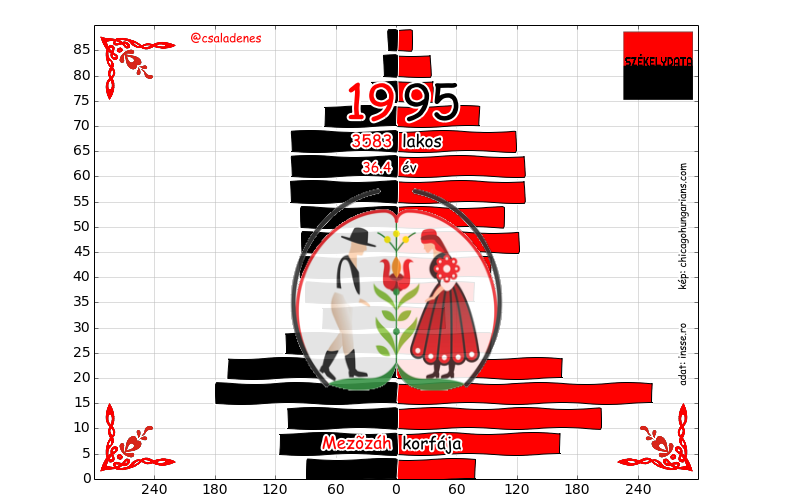 @csaladenes
SZÉKELYDATA
1995
3583 lakos
36.4 év
kép: chicagohungarians.com
adat: insse.ro
Mezõzáh korfája
85
80
75
70
65
60
55
50
45
40
35
30
25
20
15
10
5
0
240 180 120 60 0 60 120 180 240